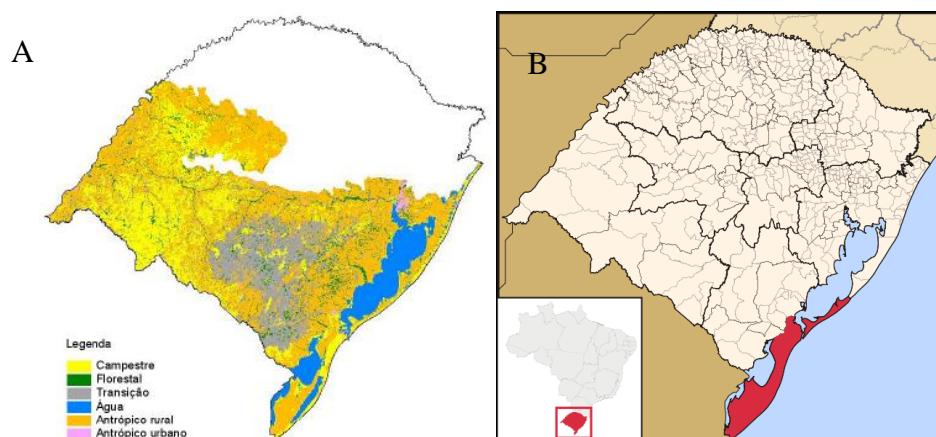 A
Legenda
Campestre
Florestal
Transição
Água
Antrópico rural
Antrópico urbano
B